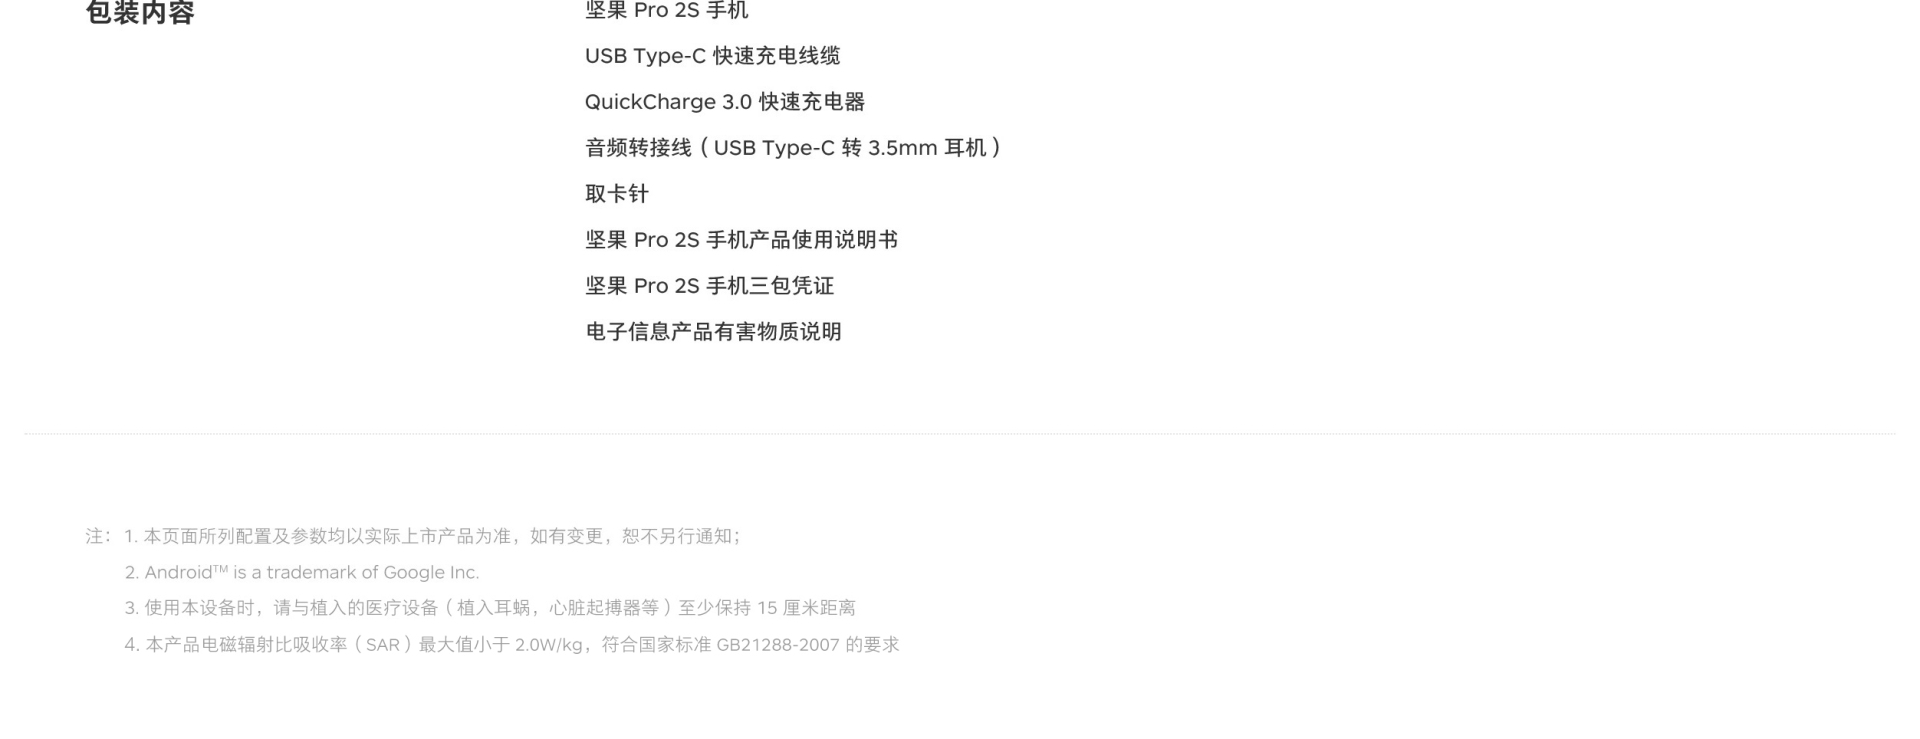 包装内容
坚果 Pro 2S 手机
USB Type-C 快速充电线缆
QuickCharge 3.0 快速充电器
音频转接线（USB Type-C 转 3.5mm 耳机）
取卡针
坚果 Pro 2S 手机产品使用说明书
坚果 Pro 2S 手机三包凭证
电子信息产品有害物质说明
注： 1. 本页面所列配置及参数均以实际上市产品为准，如有变更，恕不另行通知；
2. Android™ is a trademark of Google Inc.
3. 使用本设备时，请与植入的医疗设备（植入耳蜗，心脏起搏器等）至少保持 15 厘米距离
4. 本产品电磁辐射比吸收率（SAR）最大值小于 2.0W/kg，符合国家标准 GB21288-2007 的要求